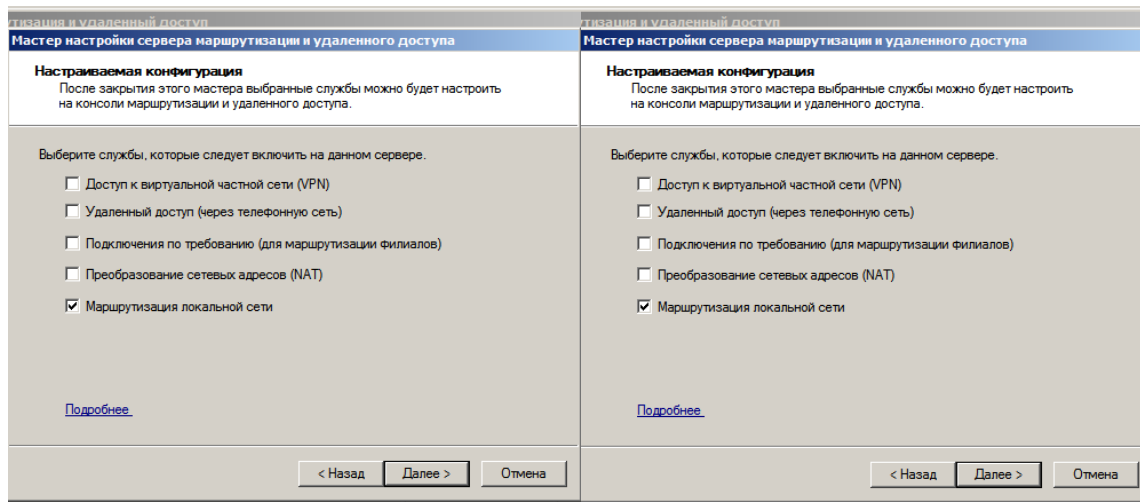 тизация и удаленный доступ
Мастер настройки сервера маршрутизации и удаленного доступа
Настраиваемая конфигурация
После закрытия этого мастера выбранные службы можно будет настроить
на консоли маршрутизации и удаленного доступа.
Выберите службы, которые следует включить на данном сервере.
Доступ к виртуальной частной сети (VPN)
Удаленный доступ (через телефонную сеть)
Подключения по требованию (для маршрутизации филиалов)
Преобразование сетевых адресов (NAT)
Маршрутизация локальной сети
Подробнее
< Назад Далее > Отмена
тизация и удаленный доступ
Мастер настройки сервера маршрутизации и удаленного доступа
Настраиваемая конфигурация
После закрытия этого мастера выбранные службы можно будет настроить
на консоли маршрутизации и удаленного доступа.
Выберите службы, которые следует включить на данном сервере.
Доступ к виртуальной частной сети (VPN)
Удаленный доступ (через телефонную сеть)
Подключения по требованию (для маршрутизации филиалов)
Преобразование сетевых адресов (NAT)
Маршрутизация локальной сети
Подробнее
< Назад Далее > Отмена